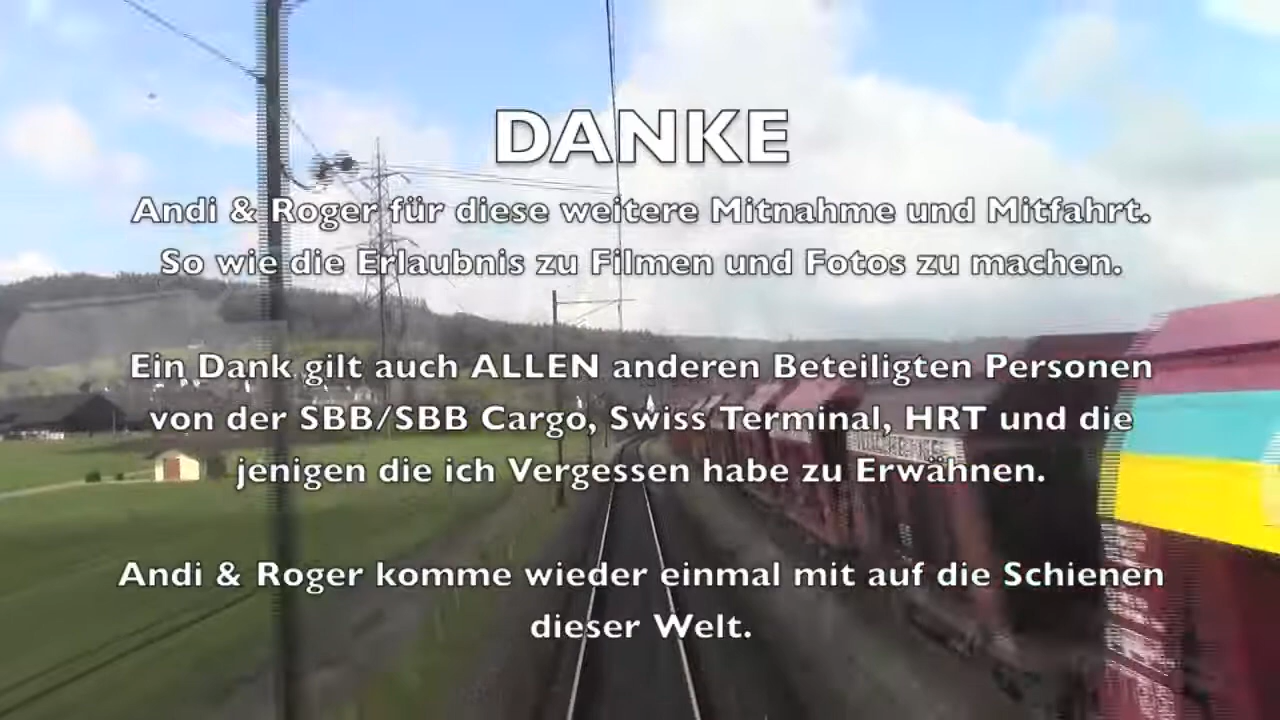 DANKE
Andi & Roger für diese weitere Mitnahme und Mitfahrt.
So wie die Erlaubnis zu Filmen und Fotos zu machen.
Ein Dank gilt auch ALLEN anderen Beteiligten Personen
von der SBB/SBB Cargo, Swiss Terminal, HRT und die
jenigen die ich Vergessen habe zu Erwähnen.
Andi & Roger komme wieder einmal mit auf die Schienen
dieser Welt.